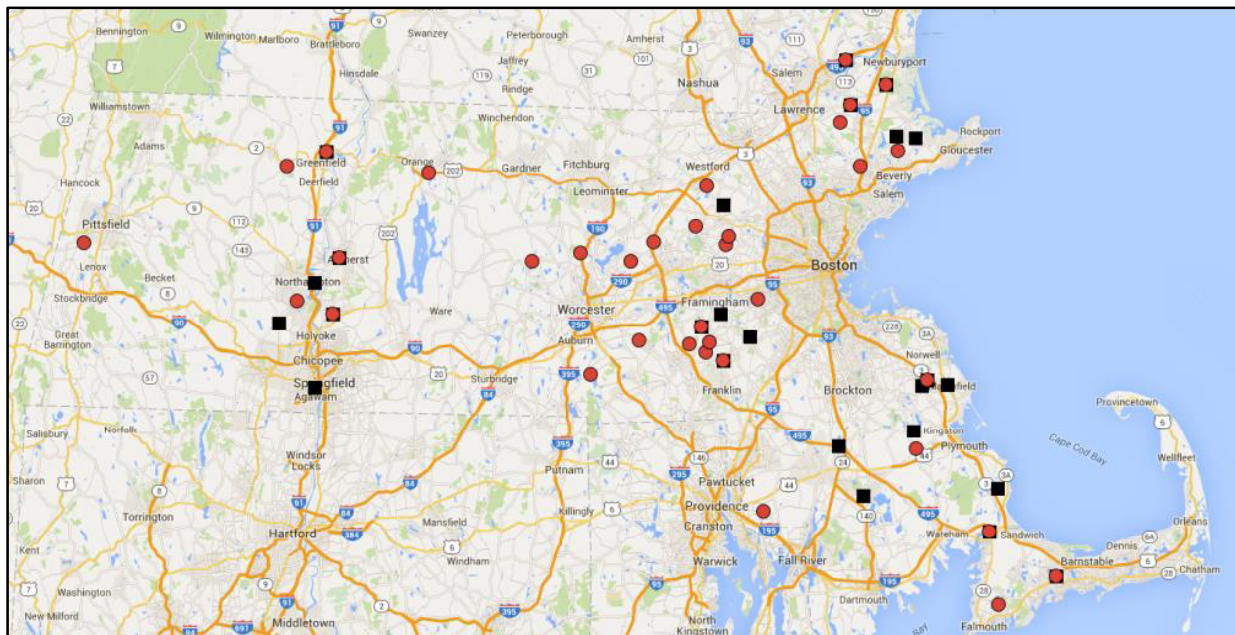 Bennington
Wilmington
Marlboro
Brattleboro
Swanzey
Peterborough
Amherst
Jaffrey
Rindge
Hinsdale
Nashua
Salem
Newburyport
Williamstown
Winchendon
Lawrence
Adams
Rockport
Gloucester
Greenfield
Deerfield
Orange
Gardner
Fitchburg
Westford
Leominster
Beverly
Salem
Hancock
Pittsfield
Lenox
Becket
Stockbridge
Northampton
Boston
Ware
Worcester
Framingham
Great
Barrington
Holyoke
Auburn
Chicopee
Springfield
Agawam
Sturbridge
Franklin
Brockton
Norwell
Salisbury
Norfolk
Provincetown
Kingston
Plymouth
Cape Cod Bay
Wellfleet
Windsor
Locks
Putnam
Pawtucket
Sharon
Torrington
Killingly
Providence
Cranston
Mansfield
Hartford
Windham
Warwick
Fall River
Wareham
Sandwich
Orleans
Dennis
Barnstable
Chatham
Kent
Washington
New Milford
Middletown
North
Kingstown
Dartmouth
Falmouth